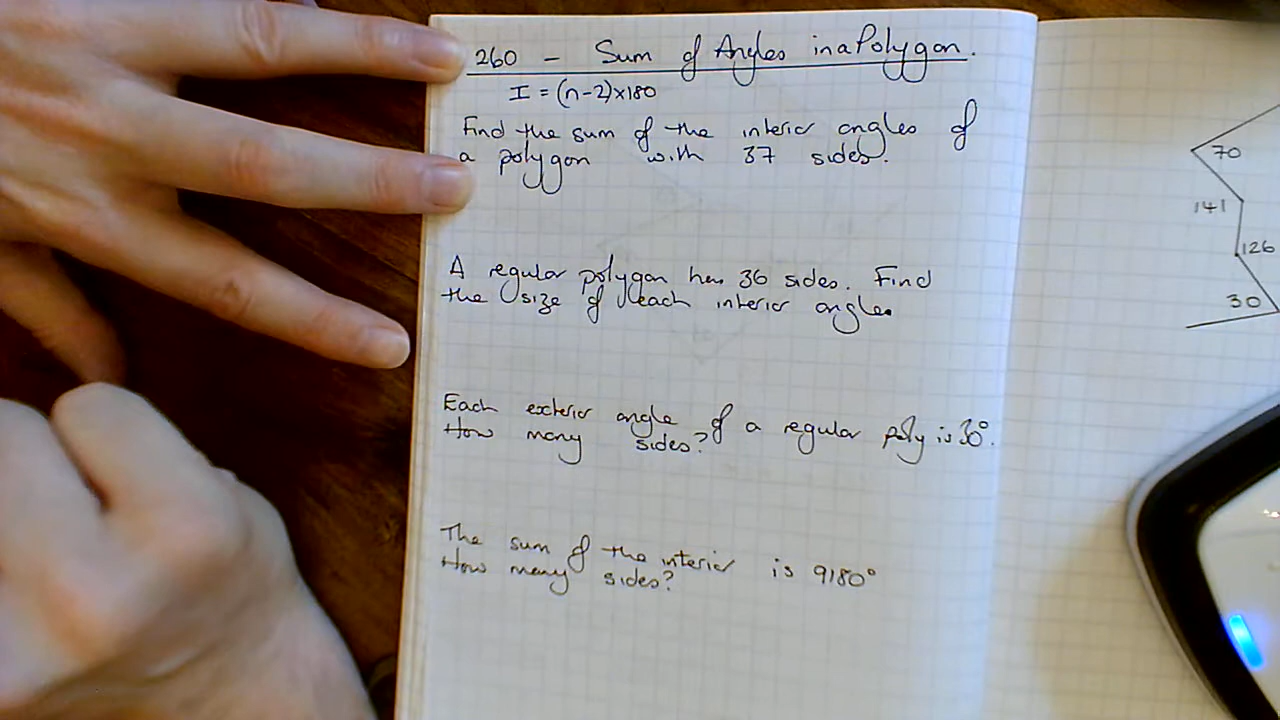 260 - Sum of Angles in a Polygon.
I = (n-2)×180
Find the sum of the interior angles of
a polygon with 37 sides.
A regular polygon has 36 sides. Find
the size of each interior angle.
Each exterior angle of a regular poly is 30°.
How many sides?
The sum of the interior is 9180°
How many sides?
70
141
126
30